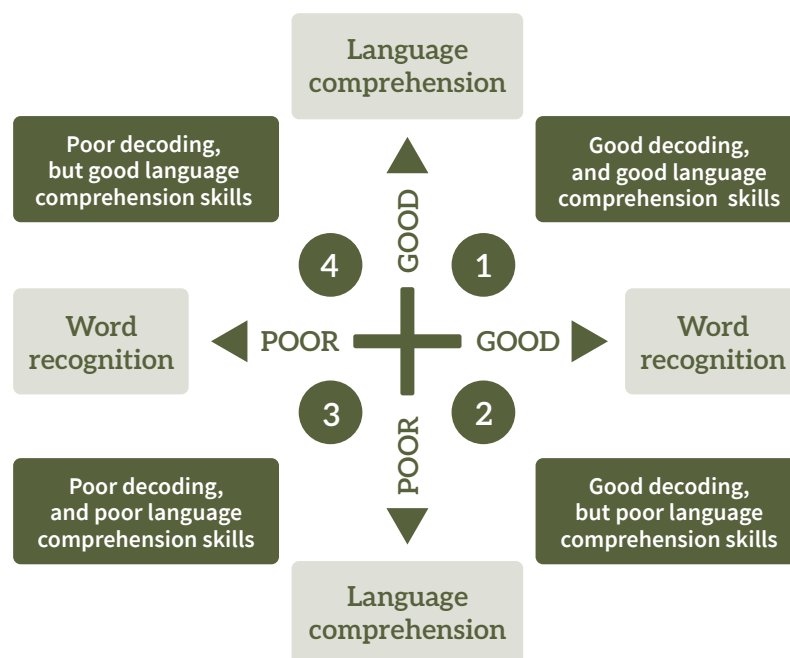 Language
comprehension
Poor decoding,
but good language
comprehension skills
Good decoding,
and good language
comprehension skills
GOOD
4
1
Word
recognition
POOR
GOOD
Word
recognition
3
2
POOR
Poor decoding,
and poor language
comprehension skills
Good decoding,
but poor language
comprehension skills
Language
comprehension